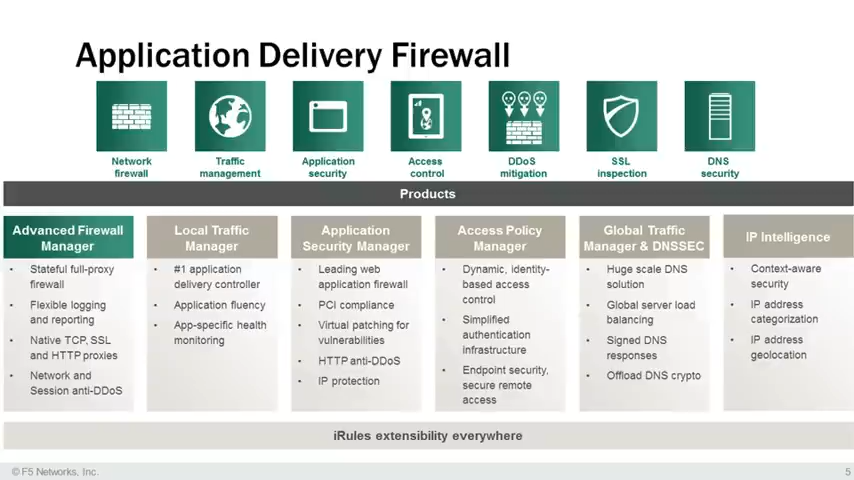 Application Delivery Firewall
Network
firewall
Traffic
management
Application
security
Access
control
DDoS
mitigation
SSL
inspection
DNS
security
Products
Advanced Firewall
Manager
• Stateful full-proxy
firewall
• Flexible logging
and reporting
• Native TCP, SSL
and HTTP proxies
• Network and
Session anti-DDoS
Local Traffic
Manager
• #1 application
delivery controller
• Application fluency
• App-specific health
monitoring
Application
Security Manager
• Leading web
application firewall
• PCI compliance
• Virtual patching for
vulnerabilities
• HTTP anti-DDoS
• IP protection
Access Policy
Manager
• Dynamic, identity-
based access
control
• Simplified
authentication
infrastructure
• Endpoint security,
secure remote
access
Global Traffic
Manager & DNSSEC
• Huge scale DNS
solution
• Global server load
balancing
• Signed DNS
responses
• Offload DNS crypto
IP Intelligence
• Context-aware
security
• IP address
categorization
• IP address
geolocation
iRules extensibility everywhere
© F5 Networks, Inc.
5